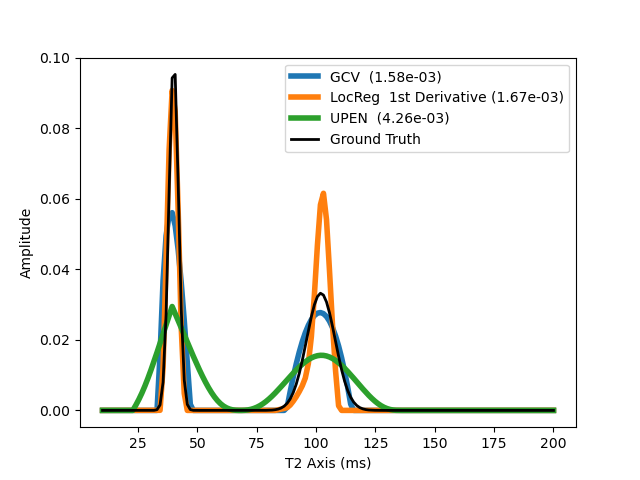 GCV  (1.58e-03)
LocReg  1st Derivative (1.67e-03)
UPEN  (4.26e-03)
Ground Truth
Amplitude
0.10
0.08
0.06
0.04
0.02
0.00
25 50 75 100 125 150 175 200
T2 Axis (ms)